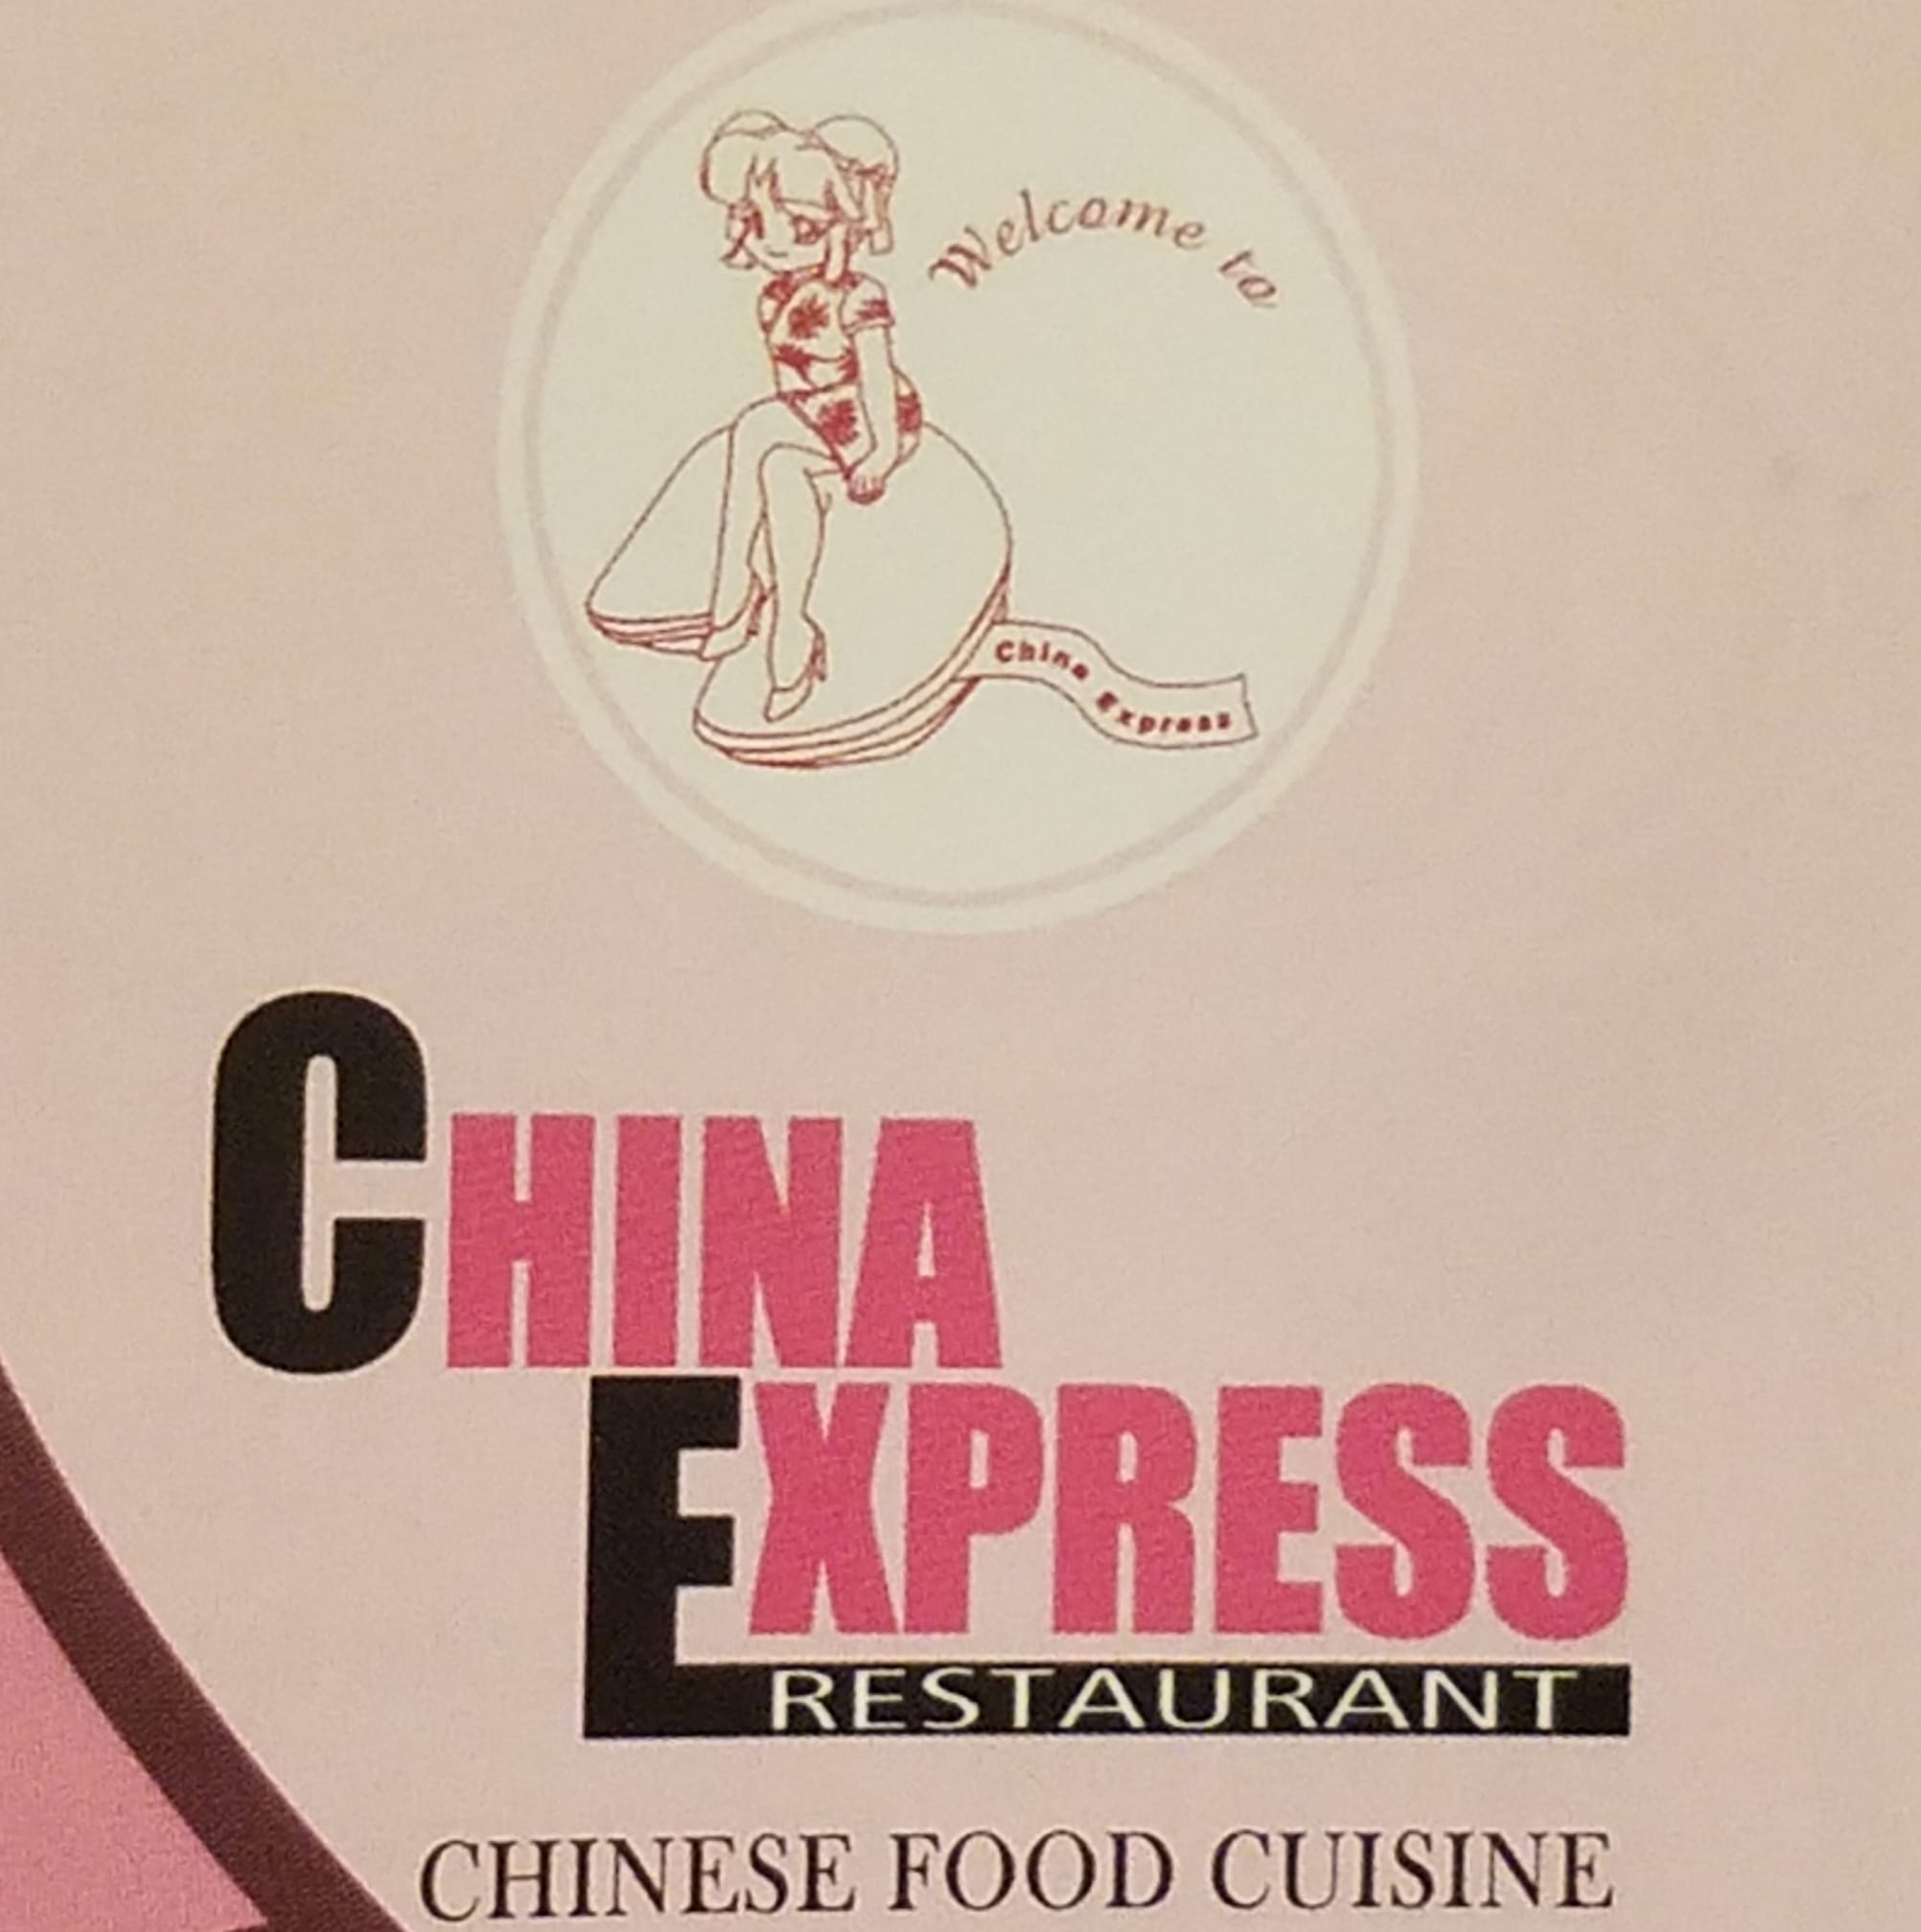 Welcome to
China Express
CHINA
EXPRESS
RESTAURANT
CHINESE FOOD CUISINE